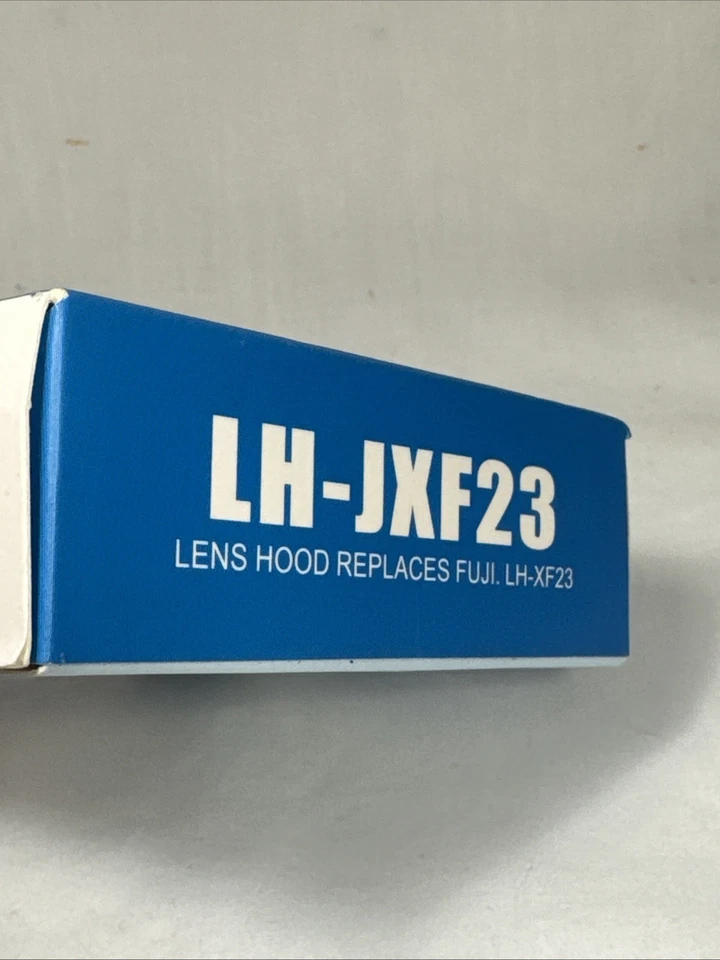 LH-JXF23
LENS HOOD REPLACES FUJI. LH-XF23